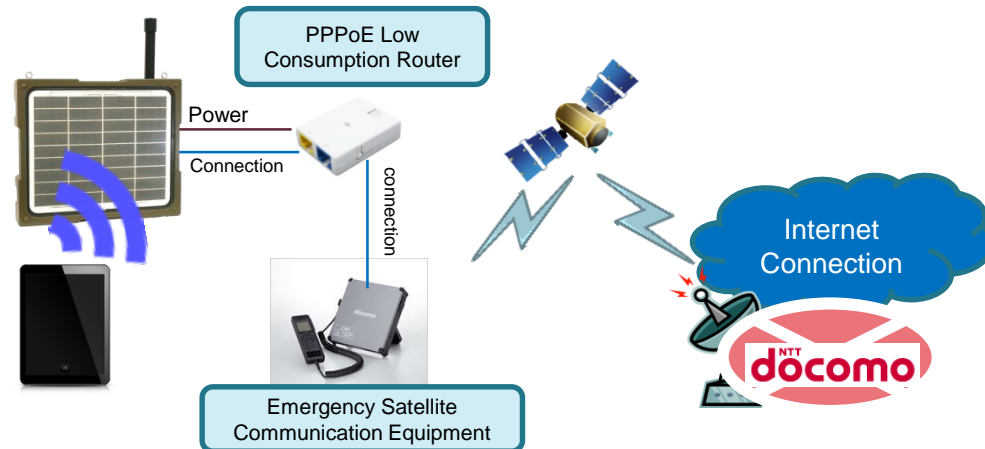 PPPoE Low
Consumption Router
Power
Connection
connection
Internet
Connection
docomo
NTT
docomo
Emergency Satellite
Communication Equipment